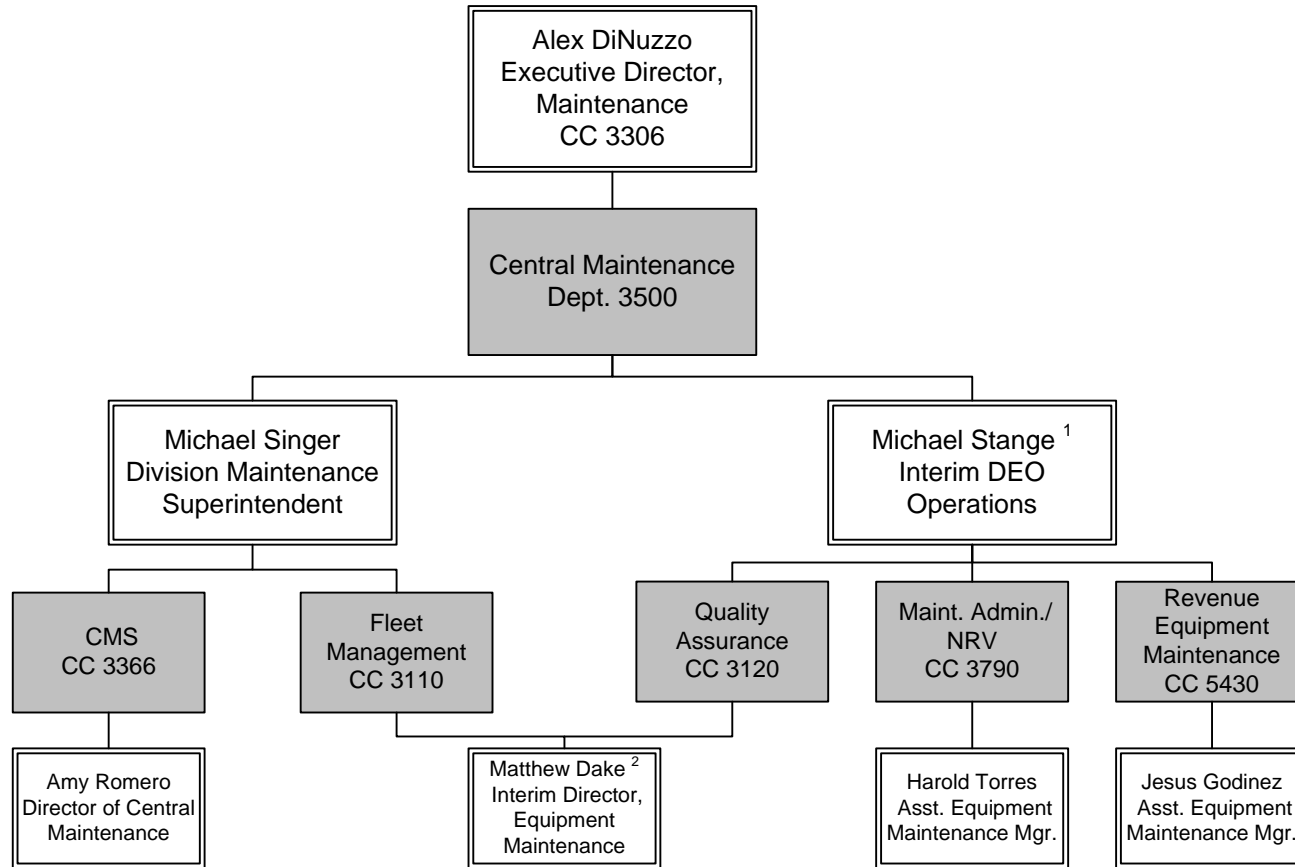 Alex DiNuzzo
Executive Director,
Maintenance
CC 3306
Central Maintenance
Dept. 3500
Michael Singer
Division Maintenance
Superintendent
Michael Stange 1
Interim DEO
Operations
CMS
CC 3366
Fleet
Management
CC 3110
Quality
Assurance
CC 3120
Maint. Admin./
NRV
CC 3790
Revenue
Equipment
Maintenance
CC 5430
Amy Romero
Director of Central
Maintenance
Matthew Dake 2
Interim Director,
Equipment
Maintenance
Harold Torres
Asst. Equipment
Maintenance Mgr.
Jesus Godinez
Asst. Equipment
Maintenance Mgr.